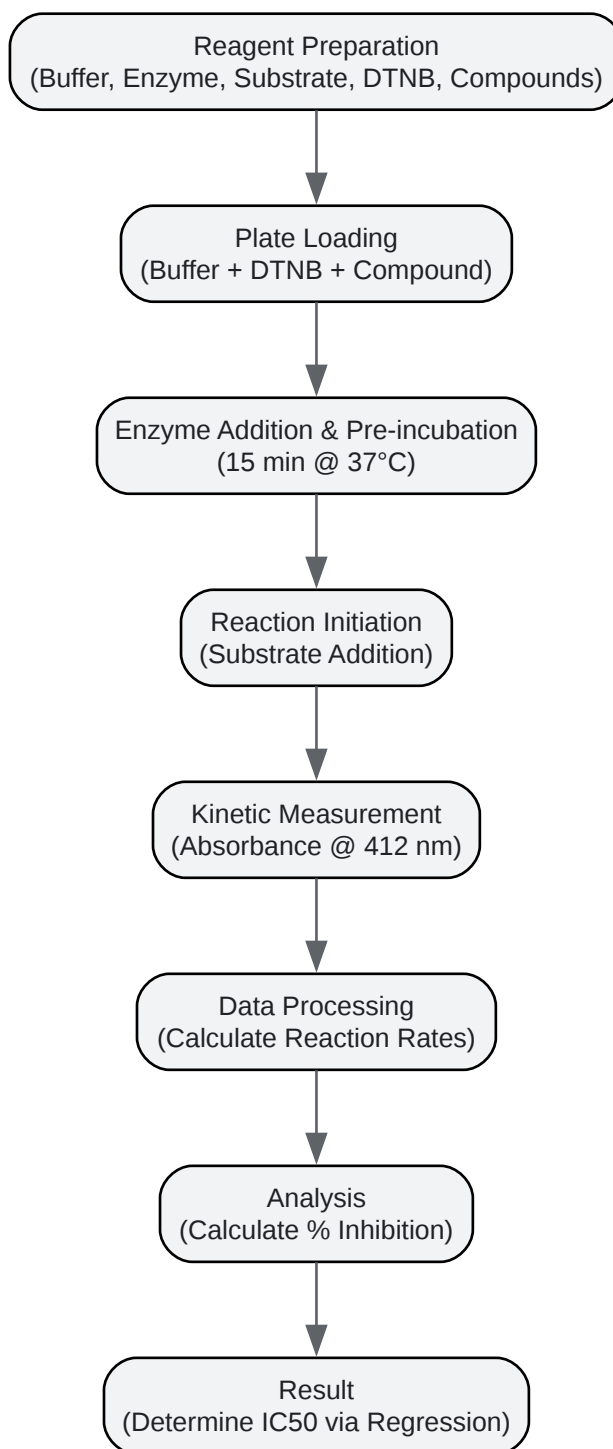 Reagent Preparation
(Buffer, Enzyme, Substrate, DTNB, Compounds)
Plate Loading
(Buffer + DTNB + Compound)
Enzyme Addition & Pre-incubation
(15 min @ 37°C)
Reaction Initiation
(Substrate Addition)
Kinetic Measurement
(Absorbance @ 412 nm)
Data Processing
(Calculate Reaction Rates)
Analysis
(Calculate % Inhibition)
Result
(Determine IC50 via Regression)